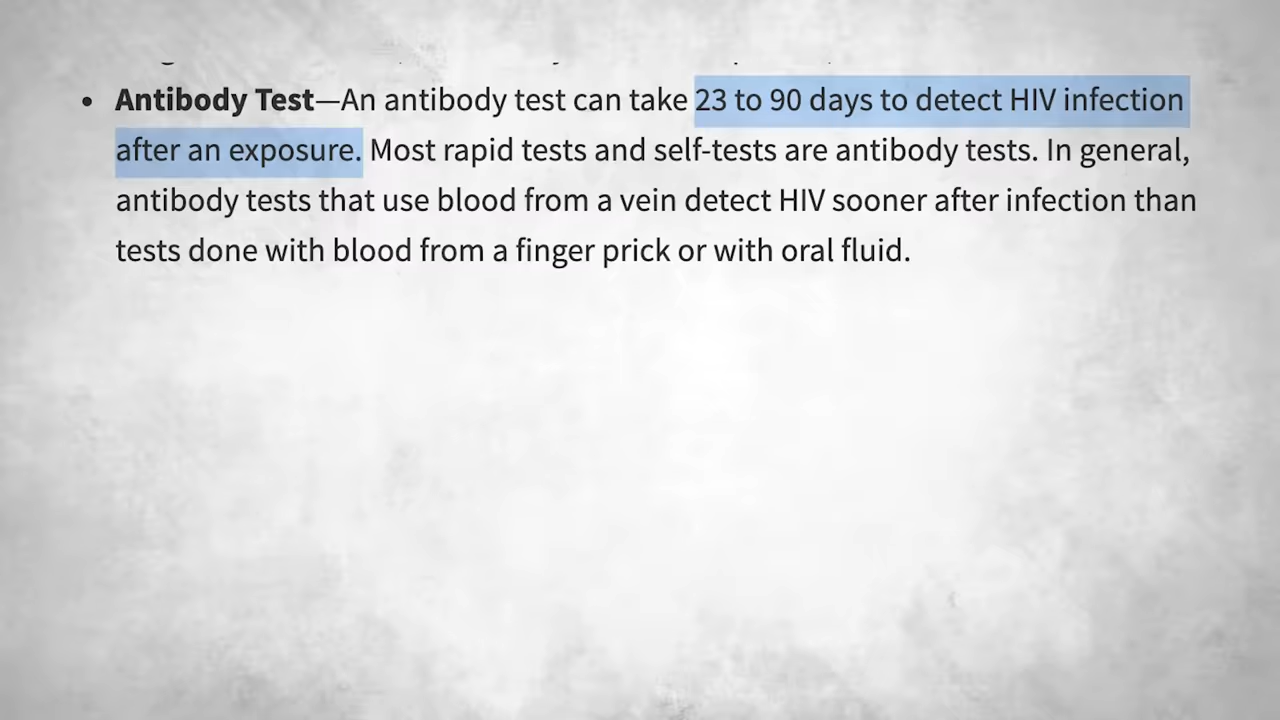 • Antibody Test—An antibody test can take 23 to 90 days to detect HIV infection
after an exposure. Most rapid tests and self-tests are antibody tests. In general,
antibody tests that use blood from a vein detect HIV sooner after infection than
tests done with blood from a finger prick or with oral fluid.